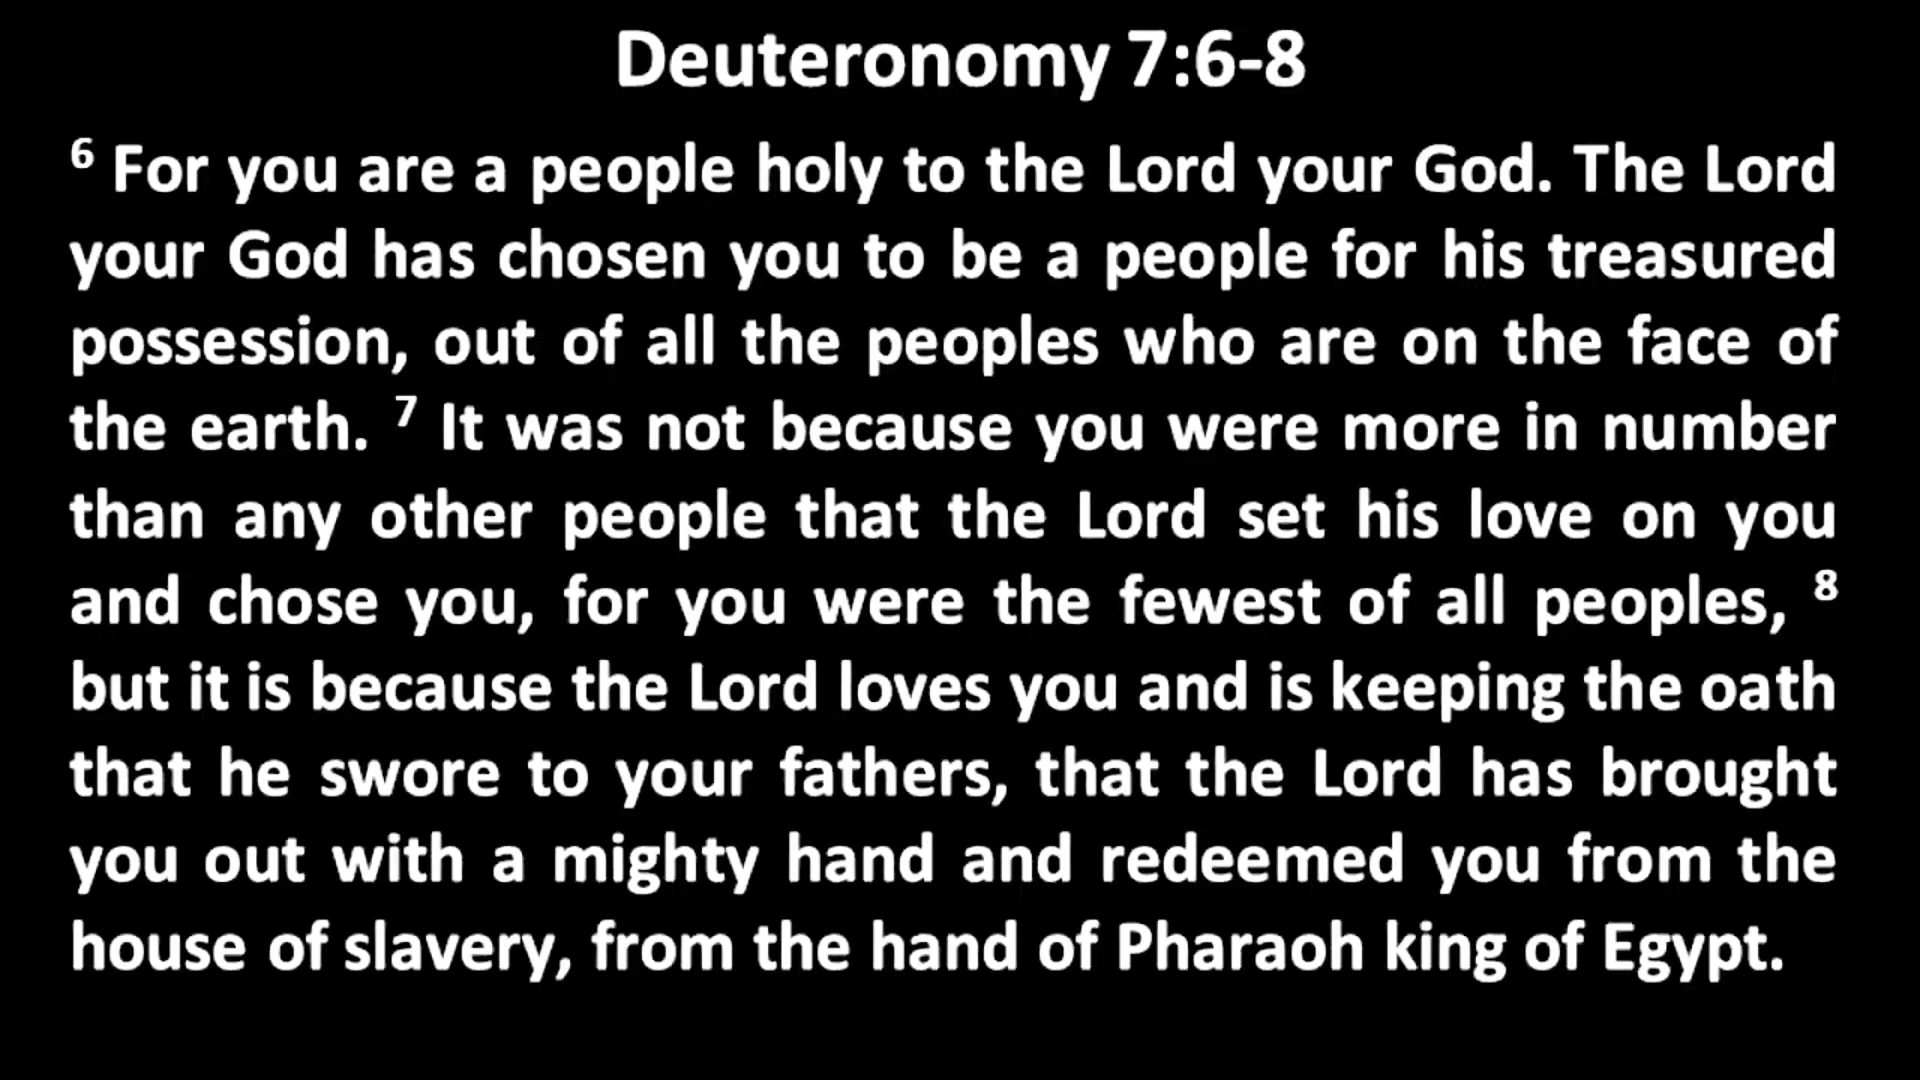 Deuteronomy 7:6-8
6 For you are a people holy to the Lord your God. The Lord
your God has chosen you to be a people for his treasured
possession, out of all the peoples who are on the face of
the earth. 7 It was not because you were more in number
than any other people that the Lord set his love on you
and chose you, for you were the fewest of all peoples, 8
but it is because the Lord loves you and is keeping the oath
that he swore to your fathers, that the Lord has brought
you out with a mighty hand and redeemed you from the
house of slavery, from the hand of Pharaoh king of Egypt.